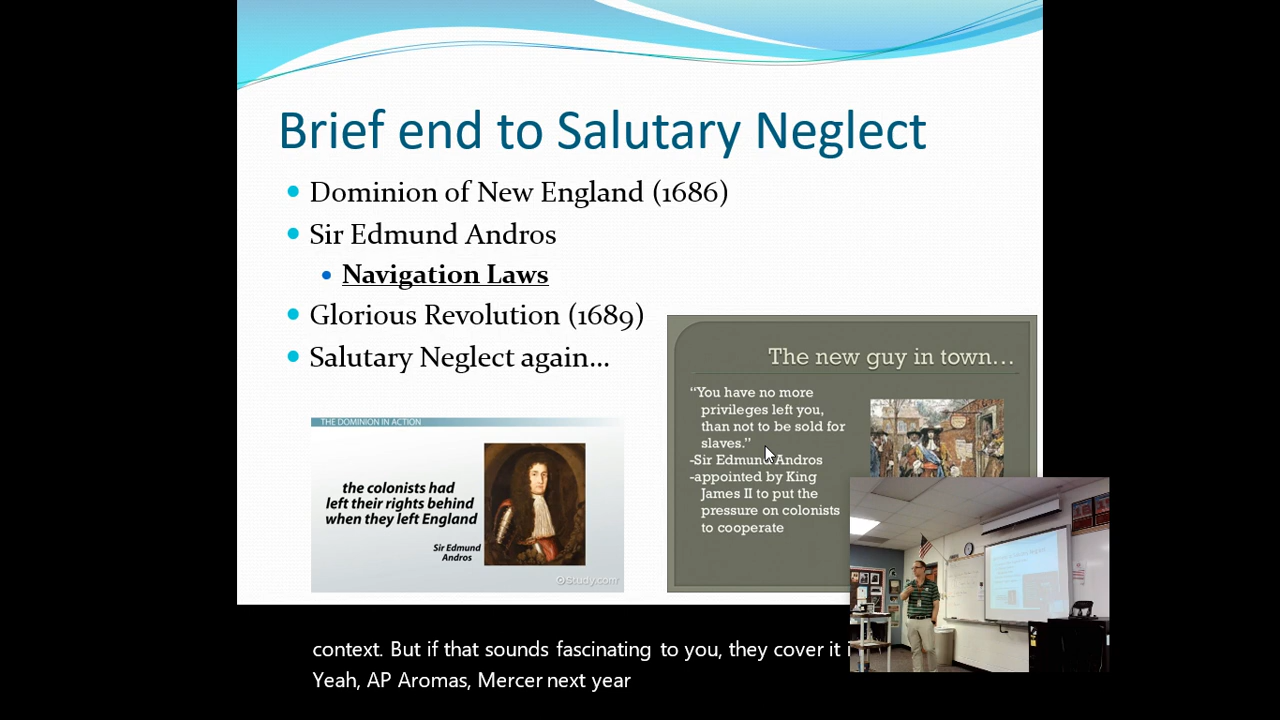 Brief end to Salutary Neglect
Dominion of New England (1686)
Sir Edmund Andros
Navigation Laws
Glorious Revolution (1689)
Salutary Neglect again...
THE DOMINION IN ACTION
the colonists had
left their rights behind
when they left England
Sir Edmund
Andros
Study.com
The new guy in town...
“You have no more
privileges left you,
than not to be sold for
slaves.”
-Sir Edmund Andros
-appointed by King
James II to put the
pressure on colonists
to cooperate
context. But if that sounds fascinating to you, they cover it
Yeah, AP Aromas, Mercer next year